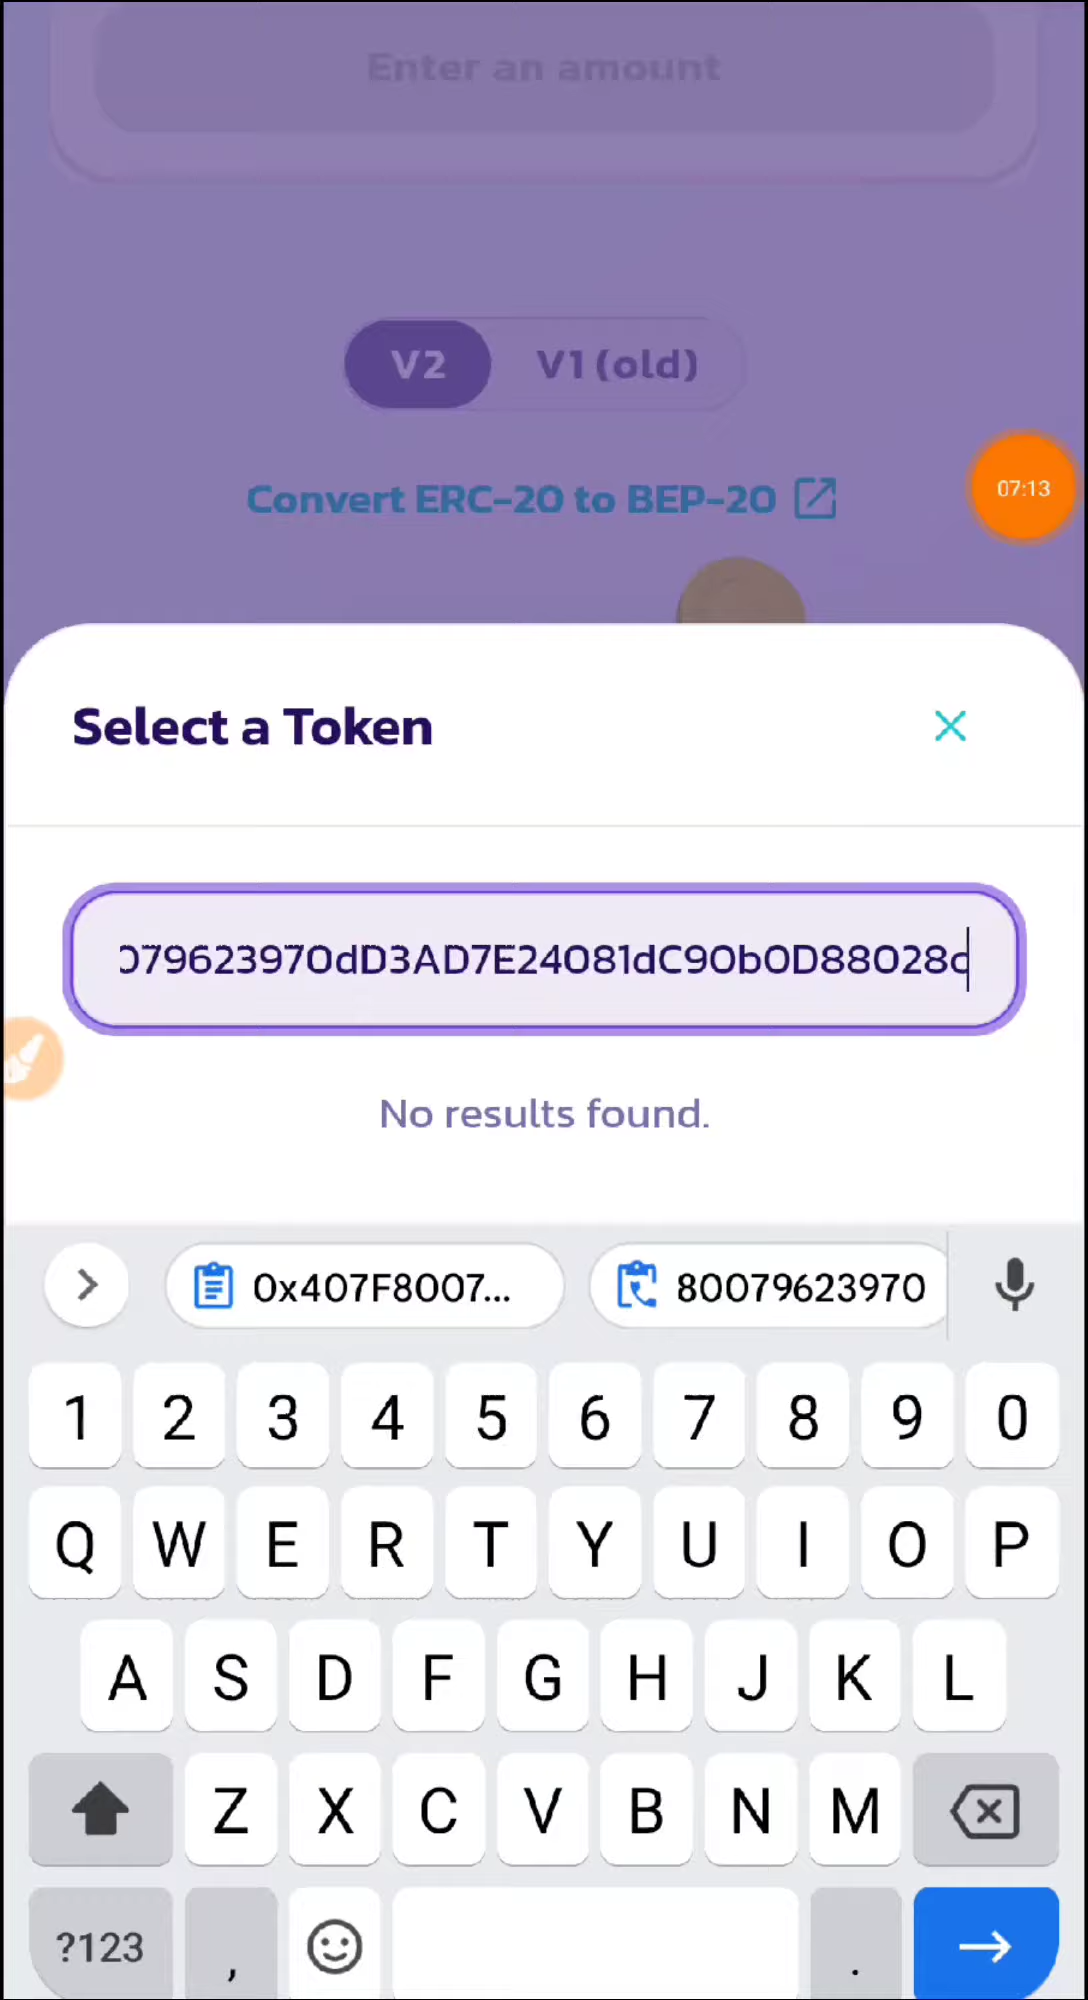 Enter an amount
V2 V1 (old)
Convert ERC-20 to BEP-20
07:13
Select a Token
079623970dD3AD7E24081dC90b0D88028c
No results found.
0x407F8007... 80079623970
1 2 3 4 5 6 7 8 9 0
Q W E R T Y U I O P
A S D F G H J K L
Z X C V B N M
?123 , .